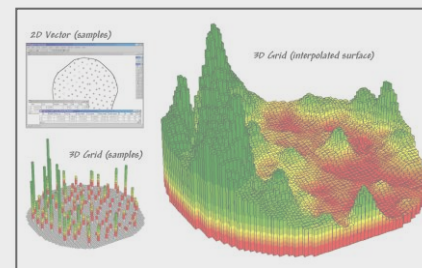 2D Vector (samples)
3D Grid (interpolated surface)
3D Grid (samples)